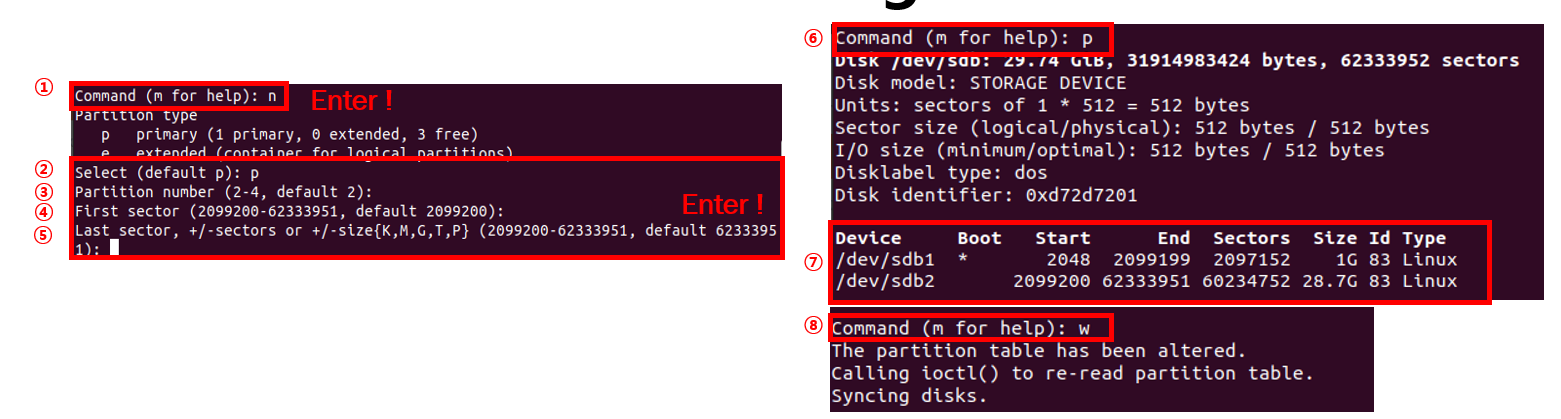 ① Command (m for help): n Enter !
Partition type
p primary (1 primary, 0 extended, 3 free)
e extended (container for logical partitions)
② Select (default p): p
③ Partition number (2-4, default 2):
④ First sector (2099200-62333951, default 2099200): Enter !
⑤ Last sector, +/-sectors or +/-size{K,M,G,T,P} (2099200-62333951, default 6233395
1):
⑥ Command (m for help): p
Disk /dev/sdb: 29.74 GiB, 31914983424 bytes, 62333952 sectors
Disk model: STORAGE DEVICE
Units: sectors of 1 * 512 = 512 bytes
Sector size (logical/physical): 512 bytes / 512 bytes
I/O size (minimum/optimal): 512 bytes / 512 bytes
Disklabel type: dos
Disk identifier: 0xd72d7201
Device Boot Start End Sectors Size Id Type
⑦ /dev/sdb1 * 2048 2099199 2097152 1G 83 Linux
/dev/sdb2 2099200 62333951 60234752 28.7G 83 Linux
⑧ Command (m for help): w
The partition table has been altered.
Calling ioctl() to re-read partition table.
Syncing disks.